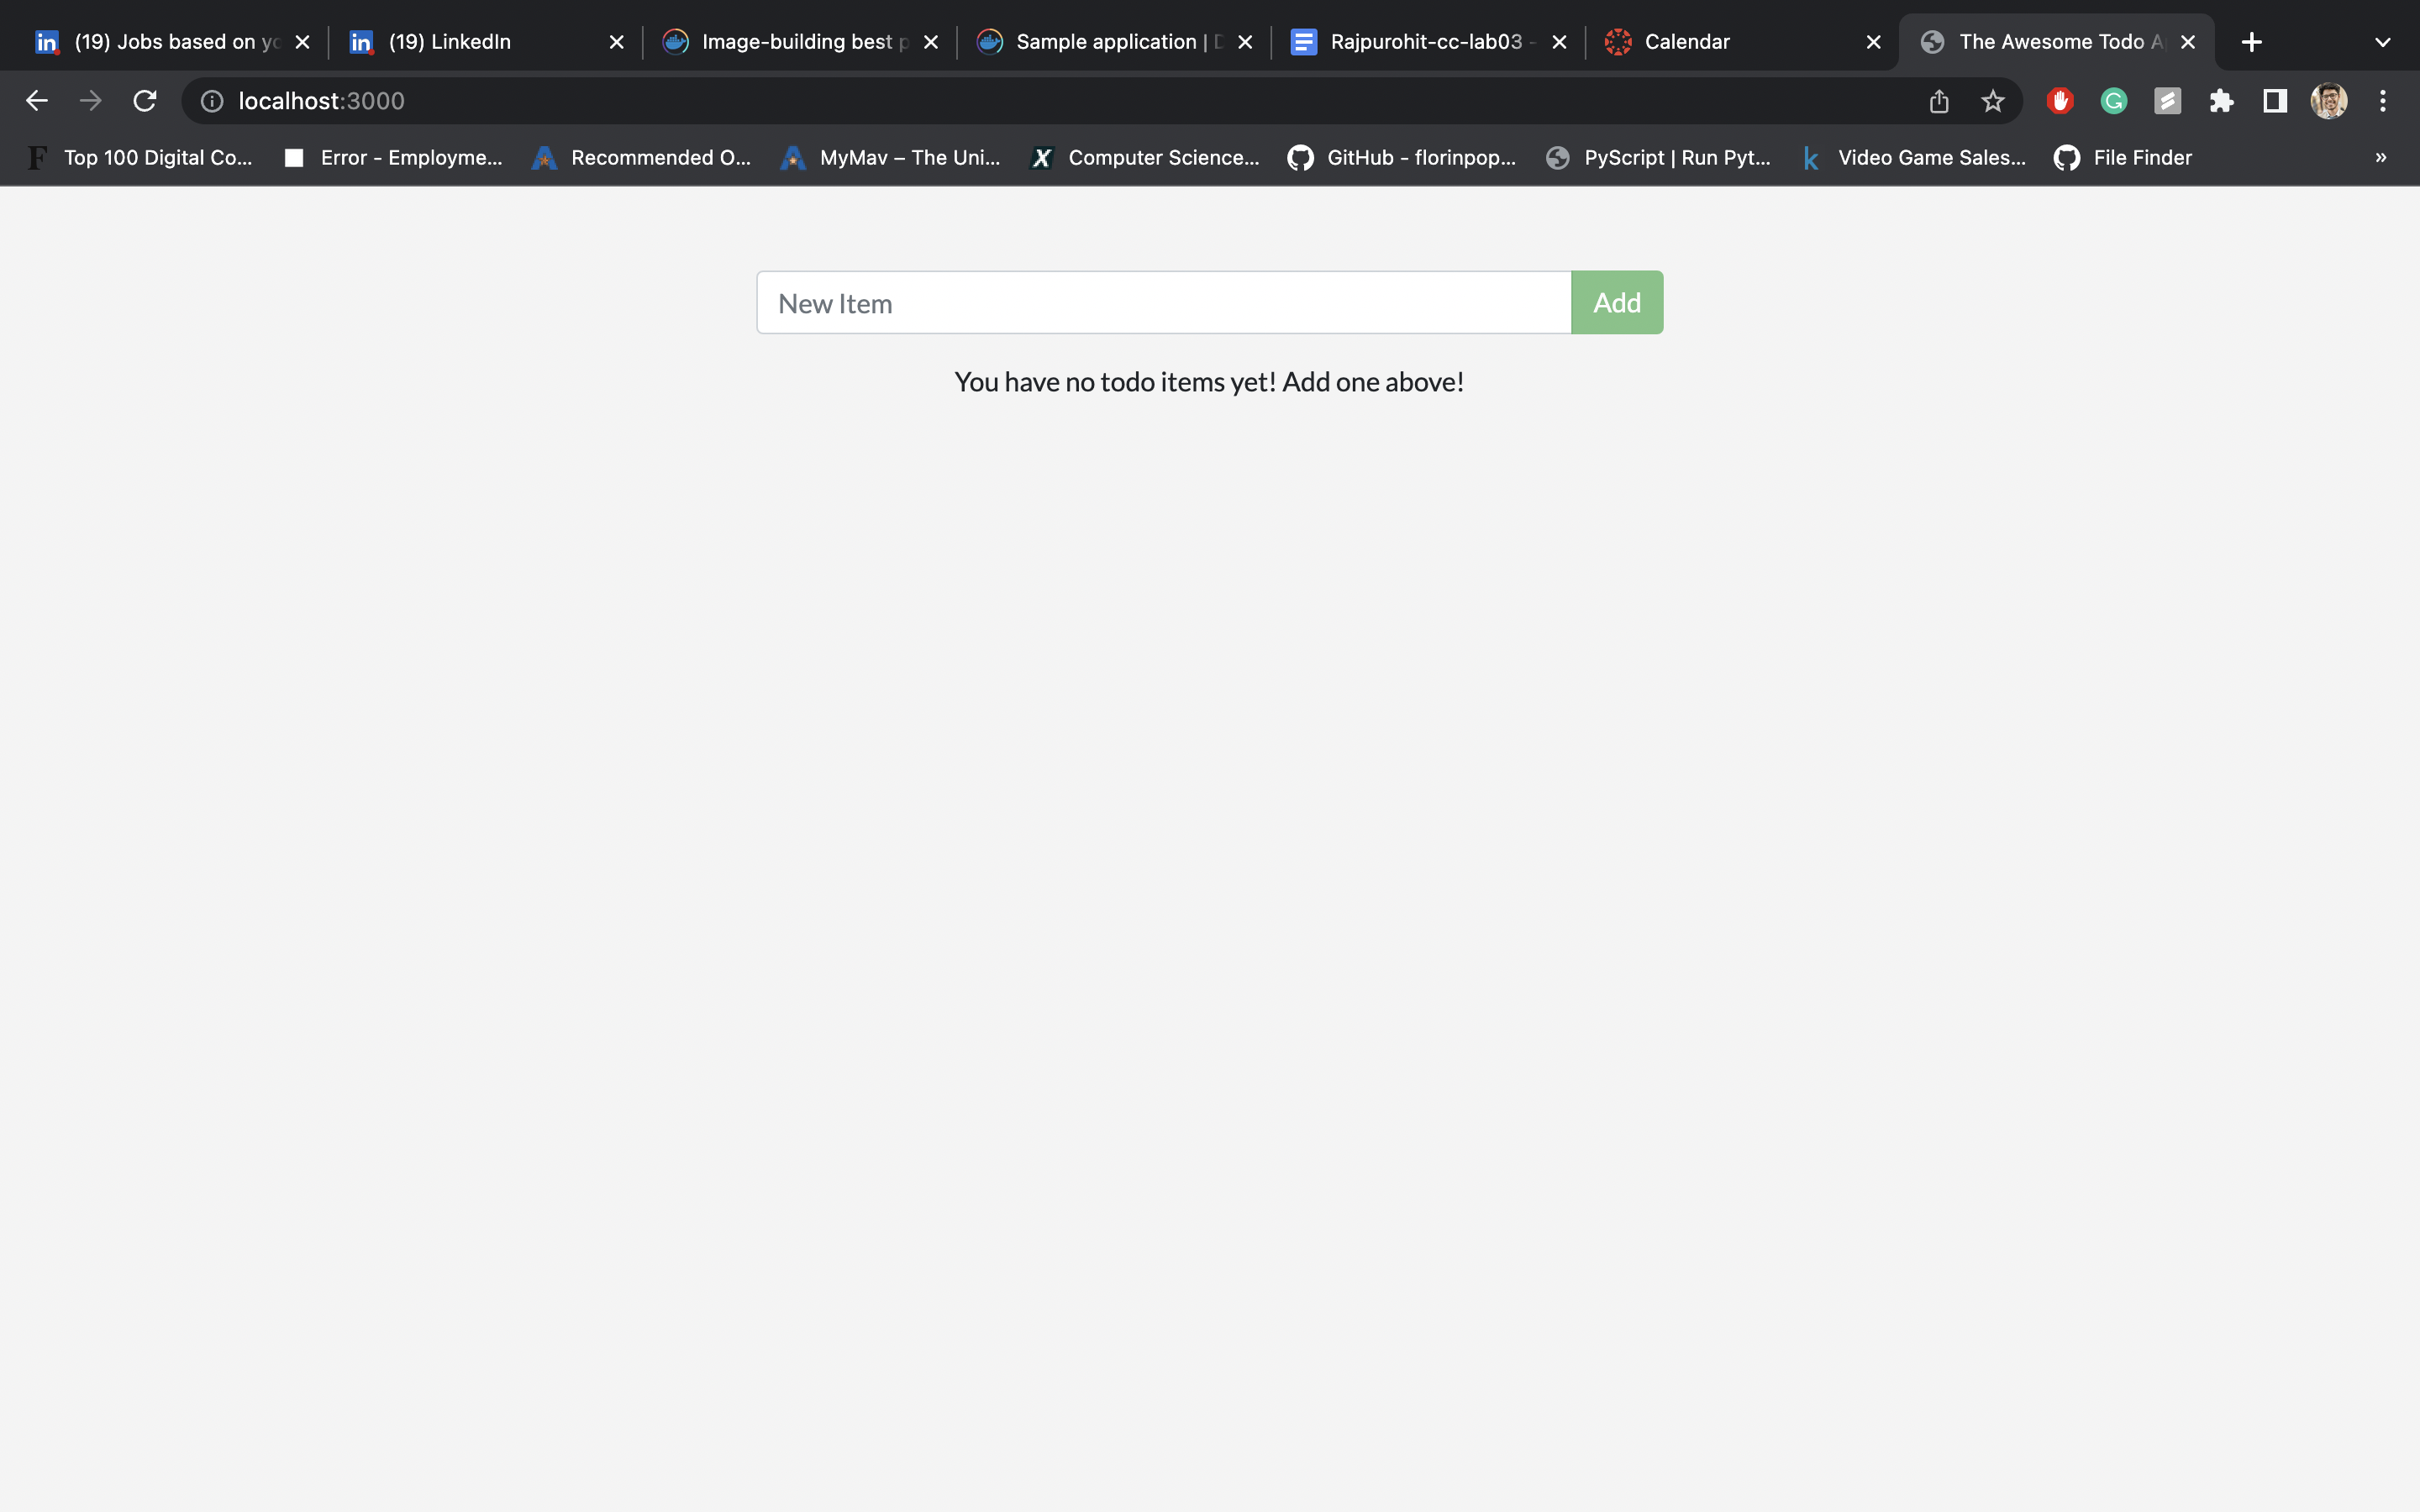 (19) Jobs based on yo
(19) LinkedIn
Image-building best p
Sample application | D
Rajpurohit-cc-lab03 -
Calendar
The Awesome Todo A
localhost:3000
Top 100 Digital Co...
Error - Employme...
Recommended O...
MyMav – The Uni...
Computer Science...
GitHub - florinpop...
PyScript | Run Pyt...
Video Game Sales...
File Finder
New Item
Add
You have no todo items yet! Add one above!